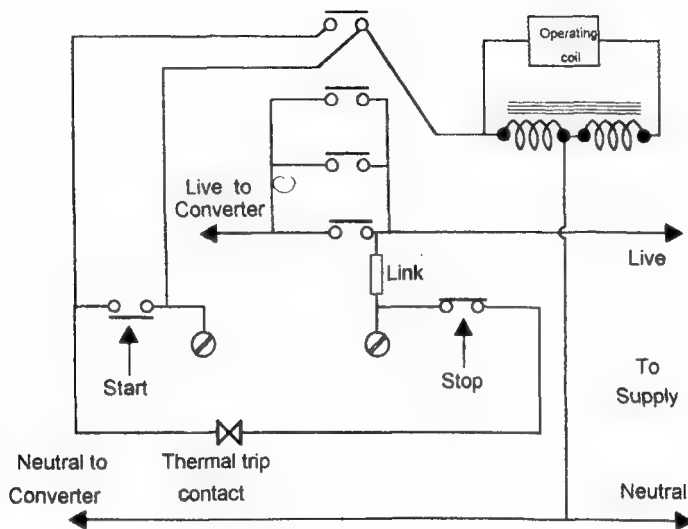 Operating
coil
Live to
Converter
Live
Link
Start
Stop
To
Supply
Neutral to
Converter
Thermal trip
contact
Neutral